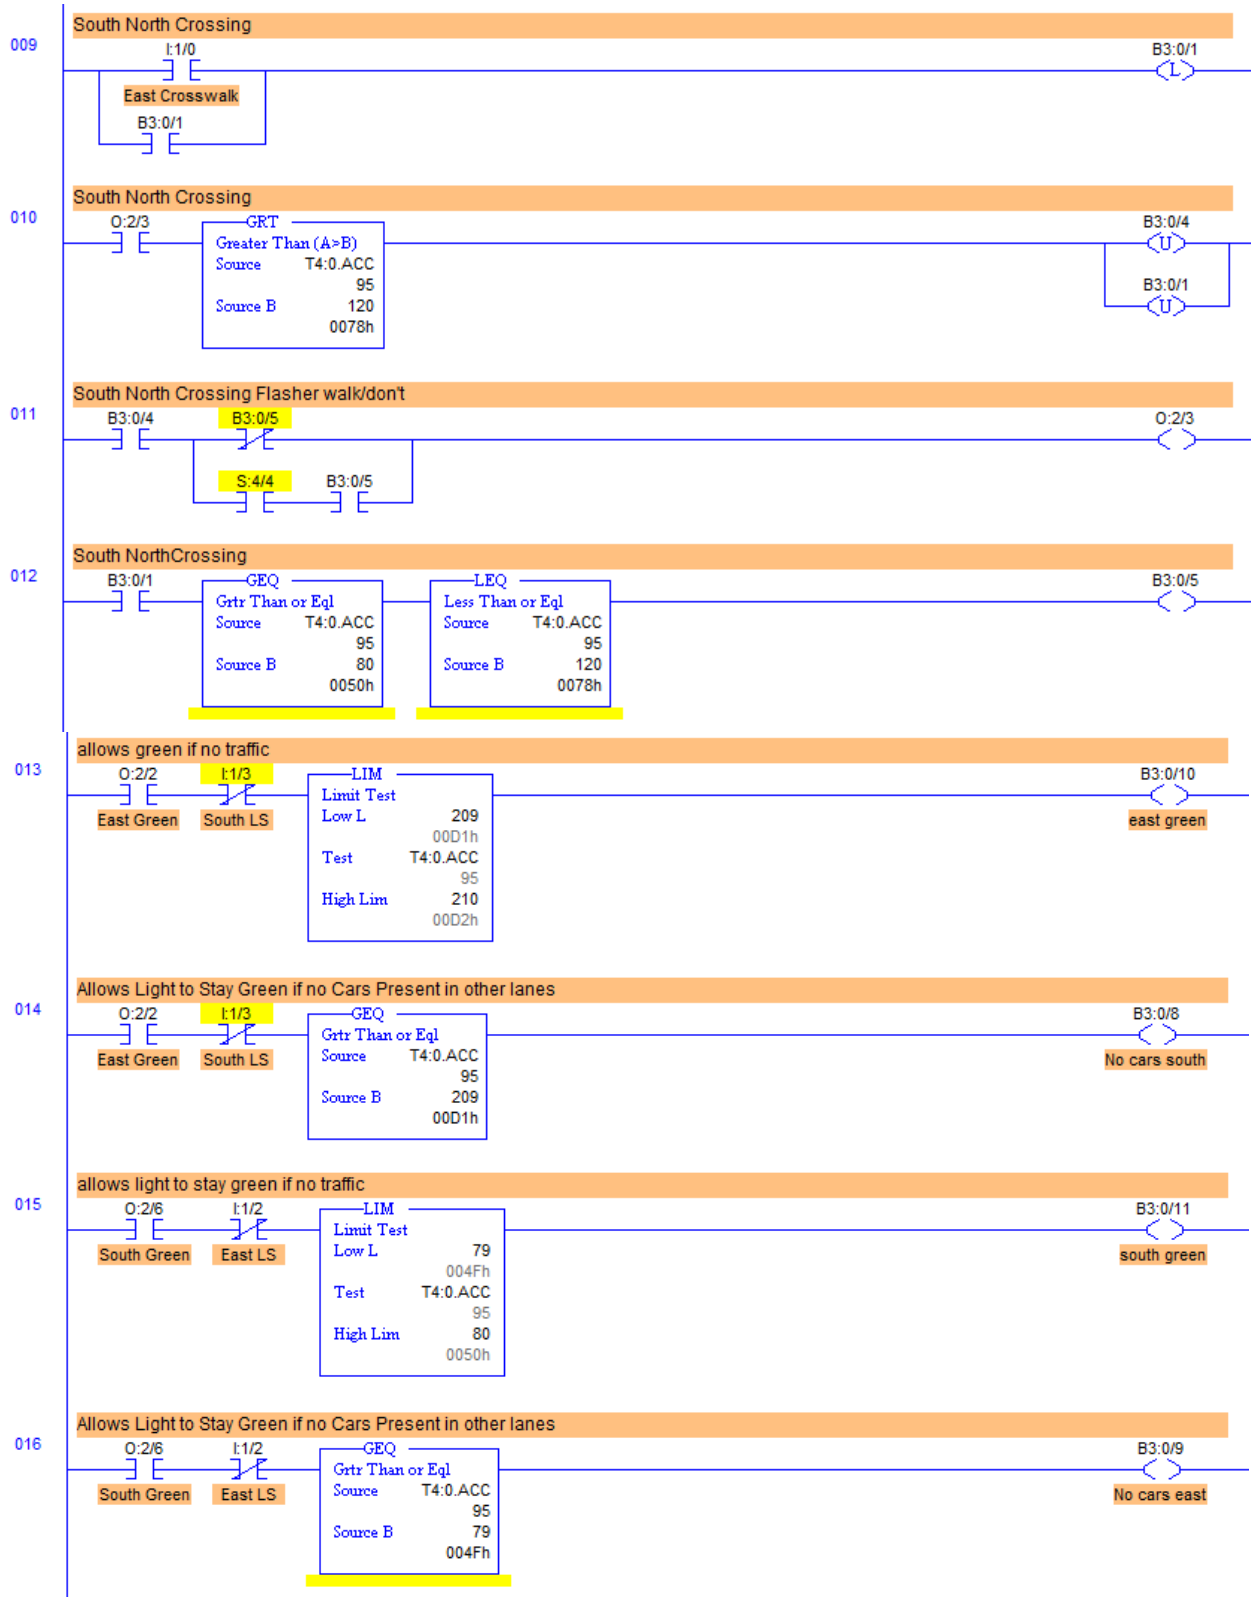 South North Crossing
009
I:1/0
B3:0/1
L
East Crosswalk
B3:0/1
South North Crossing
010
O:2/3
GRT
B3:0/4
Greater Than (A>B)
U
Source T4:0.ACC
95
B3:0/1
Source B 120
U
0078h
South North Crossing Flasher walk/don't
011
B3:0/4
B3:0/5
O:2/3
S:4/4
B3:0/5
South NorthCrossing
012
B3:0/1
GEQ
LEQ
B3:0/5
Grtr Than or Eql
Less Than or Eql
Source T4:0.ACC
Source T4:0.ACC
95
95
Source B 80
Source B 120
0050h
0078h
allows green if no traffic
013
O:2/2
I:1/3
LIM
B3:0/10
Limit Test
East Green
South LS
Low L 209
east green
00D1h
Test T4:0.ACC
95
High Lim 210
00D2h
Allows Light to Stay Green if no Cars Present in other lanes
014
O:2/2
I:1/3
GEQ
B3:0/8
Grtr Than or Eql
East Green
South LS
Source T4:0.ACC
No cars south
95
Source B 209
00D1h
allows light to stay green if no traffic
015
O:2/6
I:1/2
LIM
B3:0/11
Limit Test
South Green
East LS
Low L 79
south green
004Fh
Test T4:0.ACC
95
High Lim 80
0050h
Allows Light to Stay Green if no Cars Present in other lanes
016
O:2/6
I:1/2
GEQ
B3:0/9
Grtr Than or Eql
South Green
East LS
Source T4:0.ACC
No cars east
95
Source B 79
004Fh